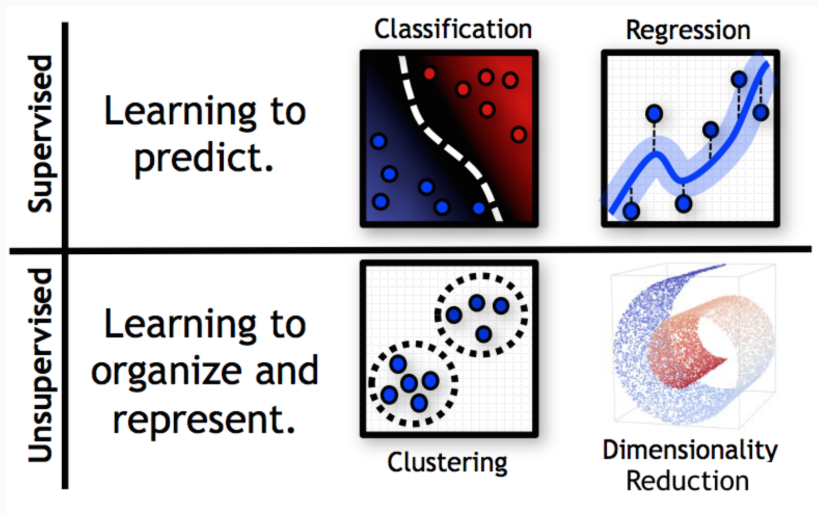 Supervised
Learning to
predict.
Classification
Regression
Unsupervised
Learning to
organize and
represent.
Clustering
Dimensionality
Reduction